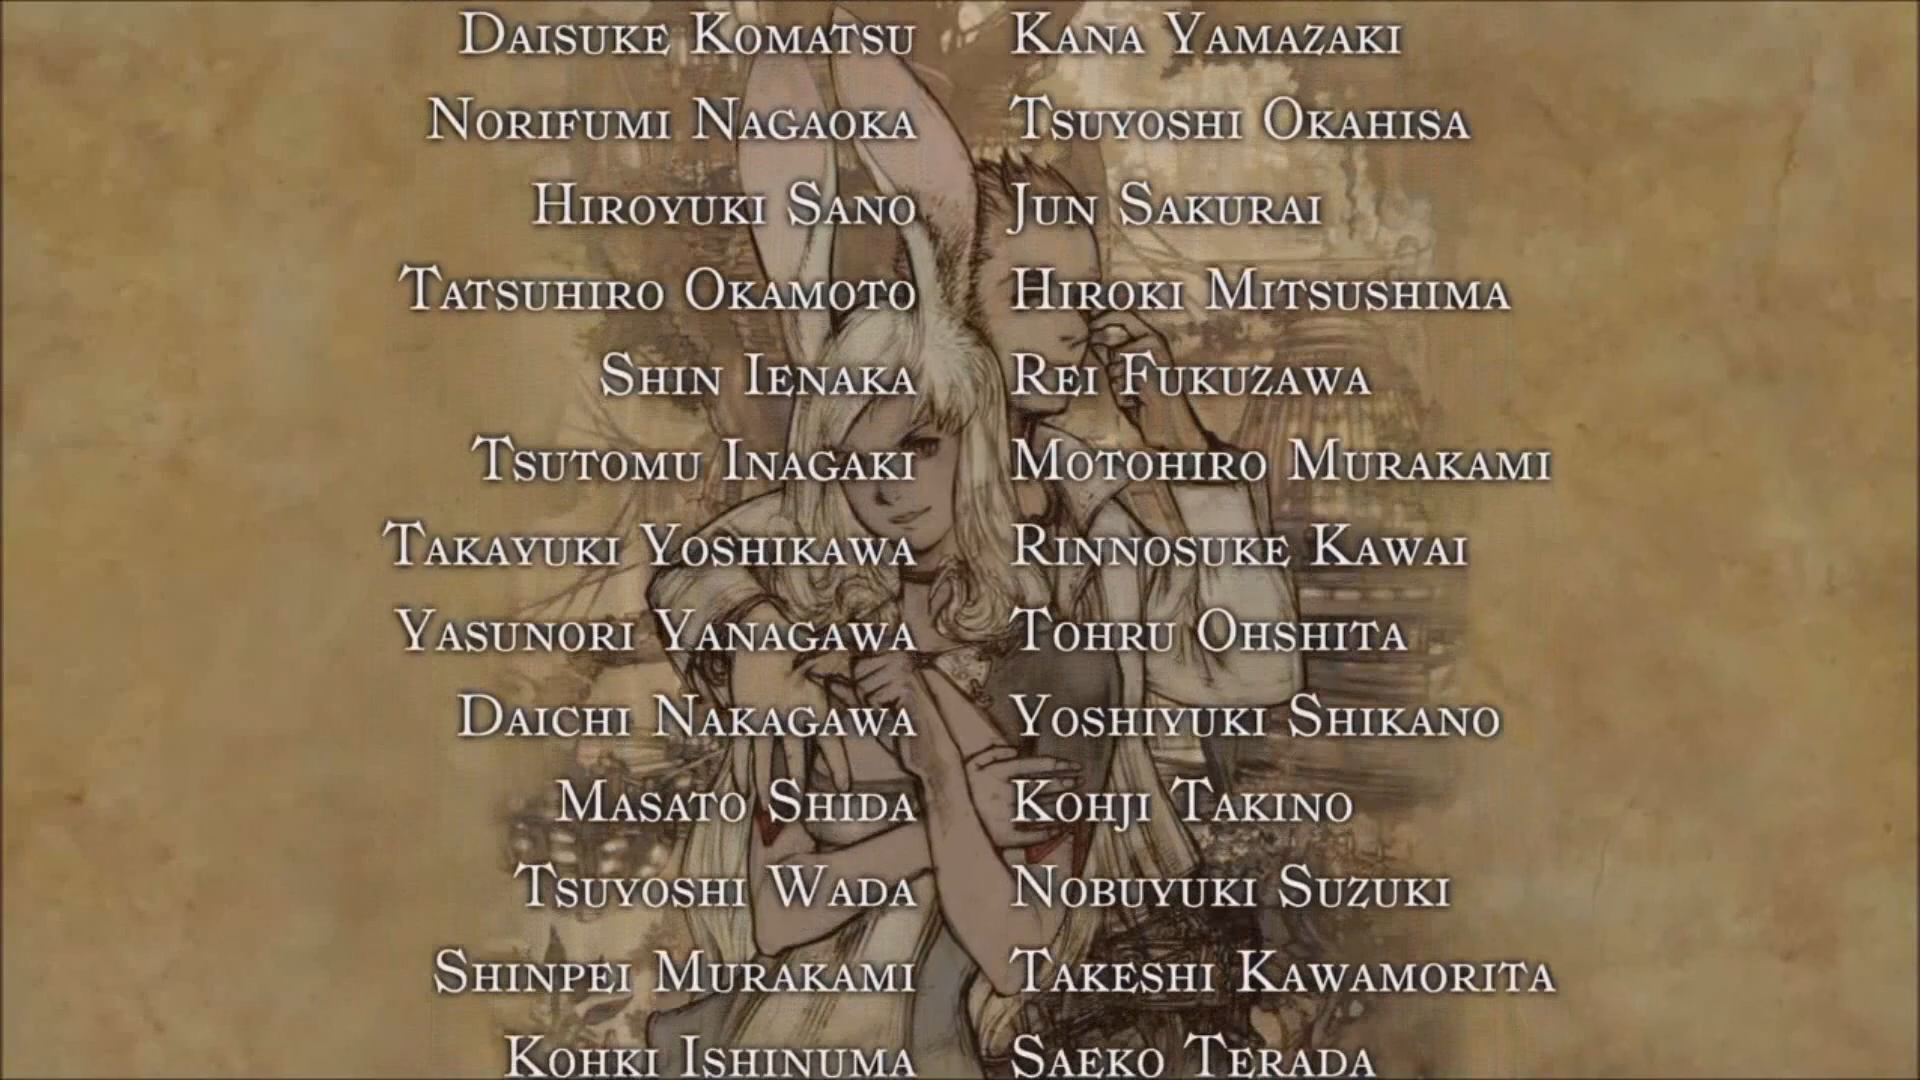 Daisuke Komatsu Kana Yamazaki
Norifumi Nagaoka Tsuyoshi Okahisa
Hiroyuki Sano Jun Sakurai
Tatsuhiro Okamoto Hiroki Mitsushima
Shin Ienaka Rei Fukuzawa
Tsutomu Inagaki Motohiro Murakami
Takayuki Yoshikawa Rinnosuke Kawai
Yasunori Yanagawa Tohru Ohshita
Daichi Nakagawa Yoshiyuki Shikano
Masato Shida Kohji Takino
Tsuyoshi Wada Nobuyuki Suzuki
Shinpei Murakami Takeshi Kawamorita
Kohki Ishinuma Saeko Terada